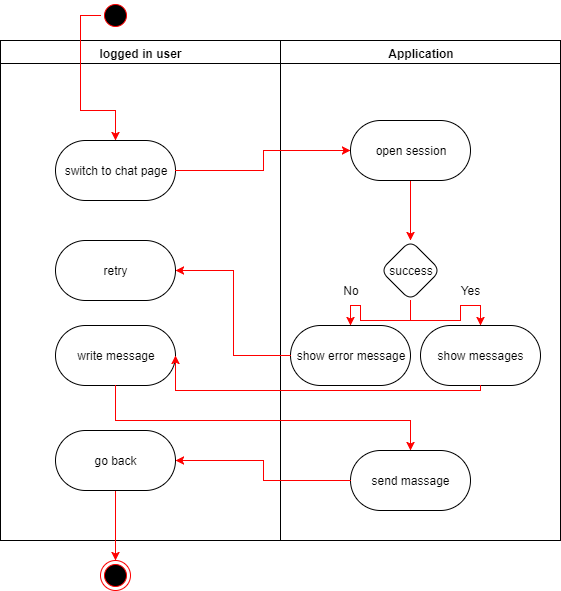 logged in user
Application
switch to chat page
open session
retry
success
No
Yes
write message
show error message
show messages
go back
send massage